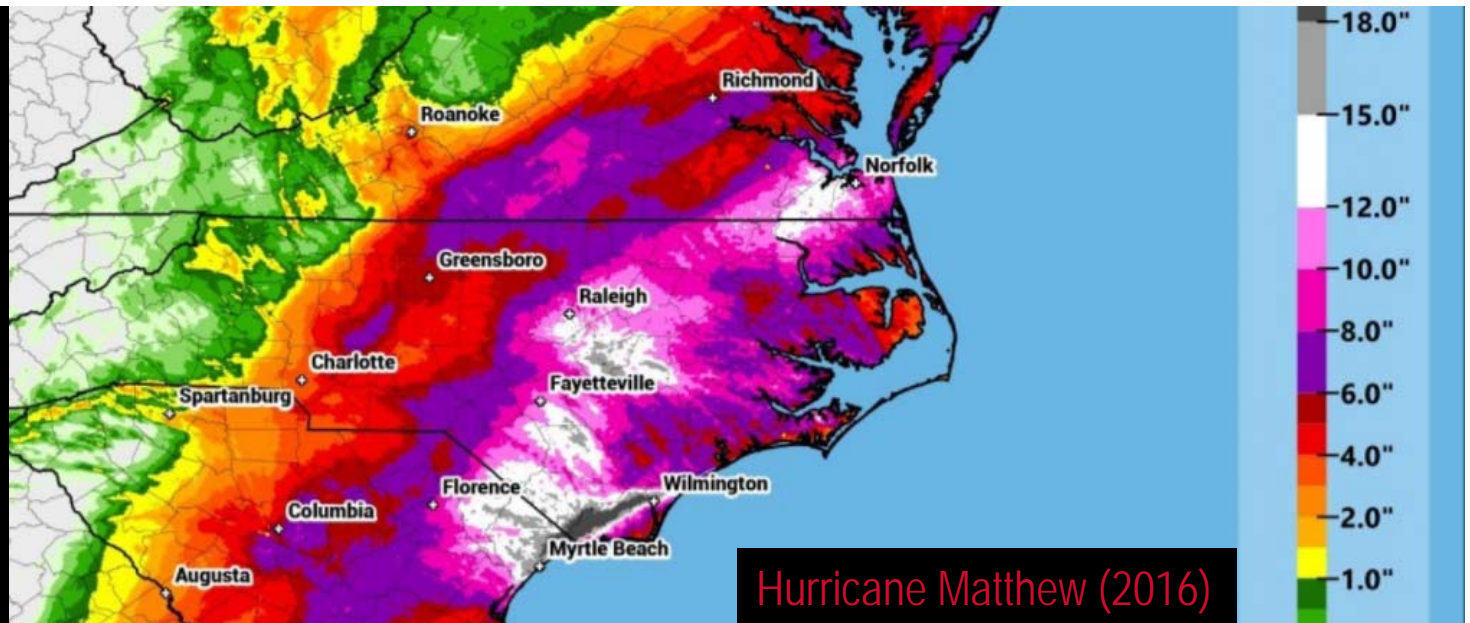 18.0"
Richmond
15.0"
Roanoke
Norfolk
12.0"
Greensboro
10.0"
Raleigh
8.0"
Charlotte
Fayetteville
6.0"
Spartanburg
4.0"
Florence
Wilmington
Columbia
2.0"
Myrtle Beach
Augusta
1.0"
Hurricane Matthew (2016)